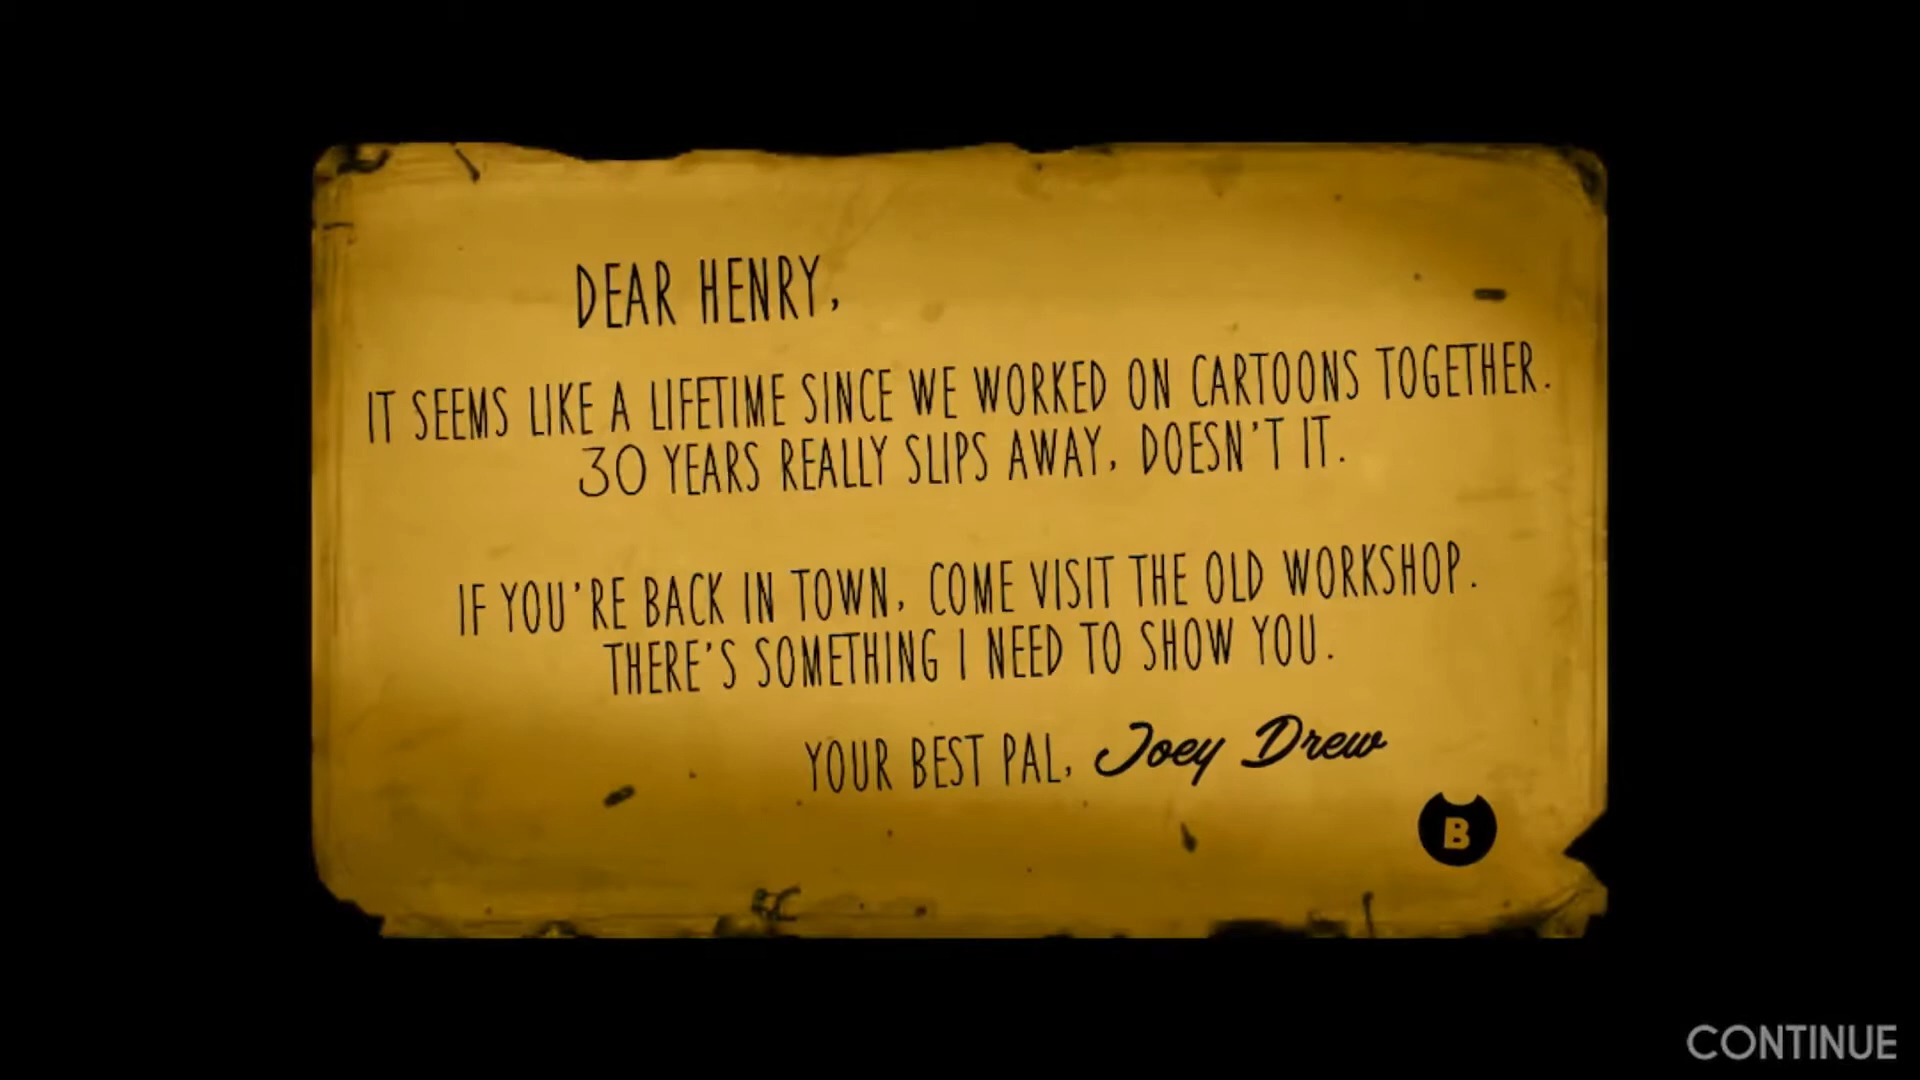 DEAR HENRY,
IT SEEMS LIKE A LIFETIME SINCE WE WORKED ON CARTOONS TOGETHER.
30 YEARS REALLY SLIPS AWAY, DOESN'T IT.
IF YOU'RE BACK IN TOWN, COME VISIT THE OLD WORKSHOP.
THERE'S SOMETHING I NEED TO SHOW YOU.
YOUR BEST PAL, Joey Drew
B
CONTINUE